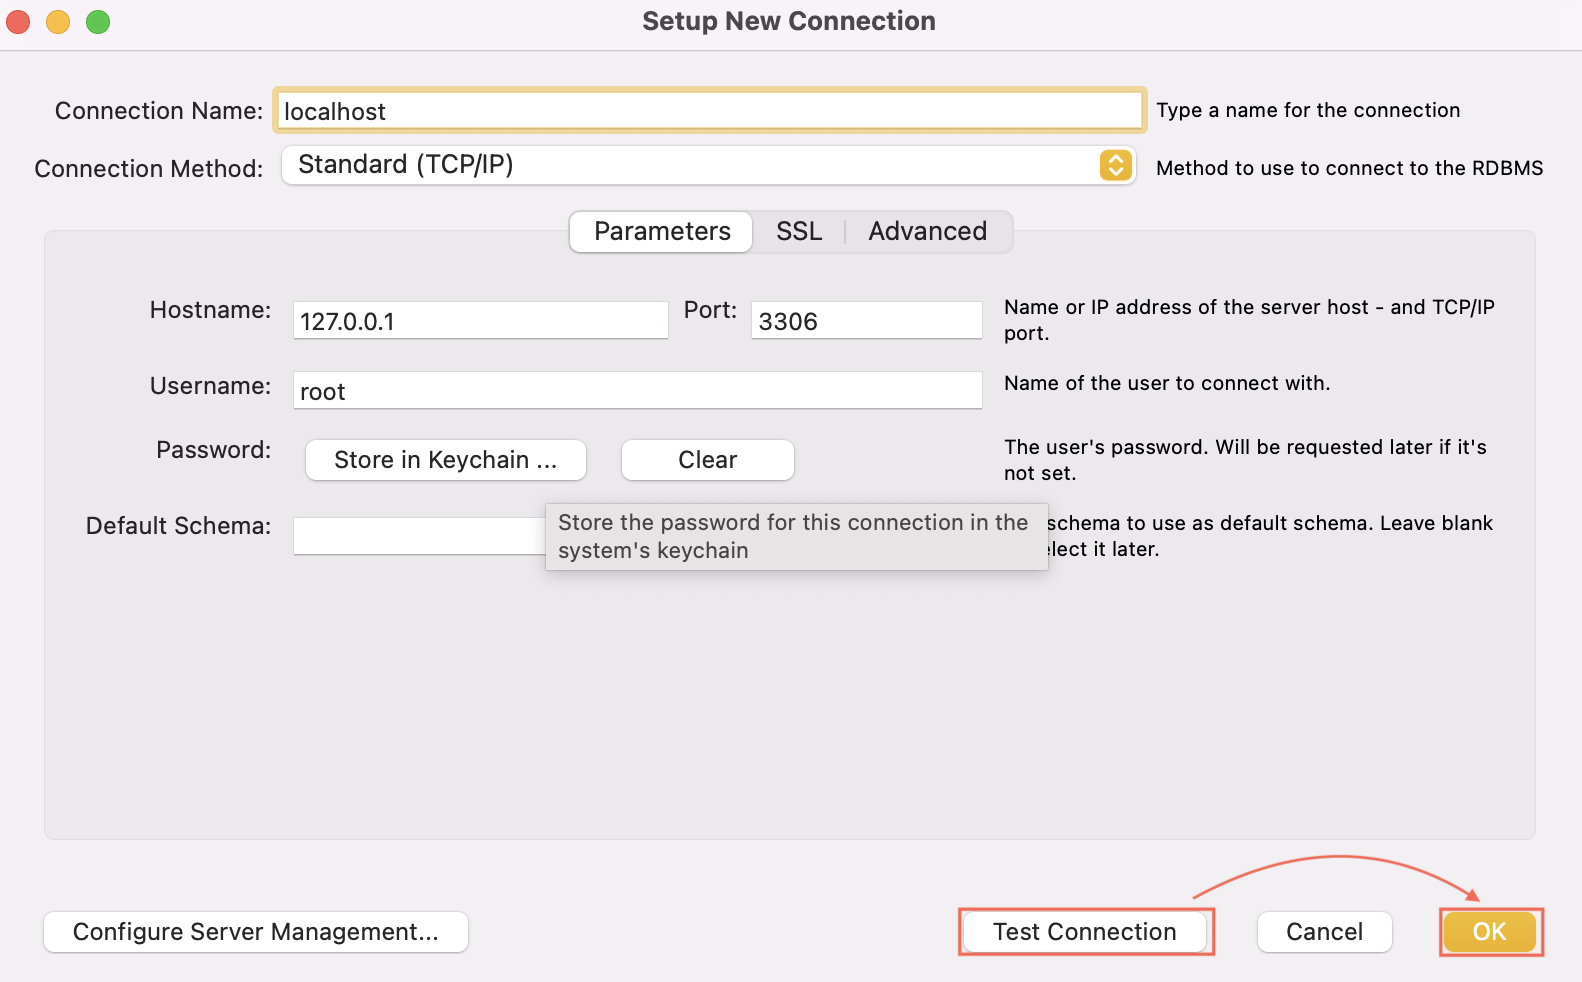 Setup New Connection
Connection Name: localhost Type a name for the connection
Connection Method: Standard (TCP/IP) Method to use to connect to the RDBMS
Parameters SSL Advanced
Hostname: 127.0.0.1 Port: 3306 Name or IP address of the server host - and TCP/IP
port.
Username: root Name of the user to connect with.
Password: Store in Keychain ... Clear The user's password. Will be requested later if it's
not set.
Default Schema: schema to use as default schema. Leave blank
it later.
Store the password for this connection in the
system's keychain
Configure Server Management... Test Connection Cancel OK